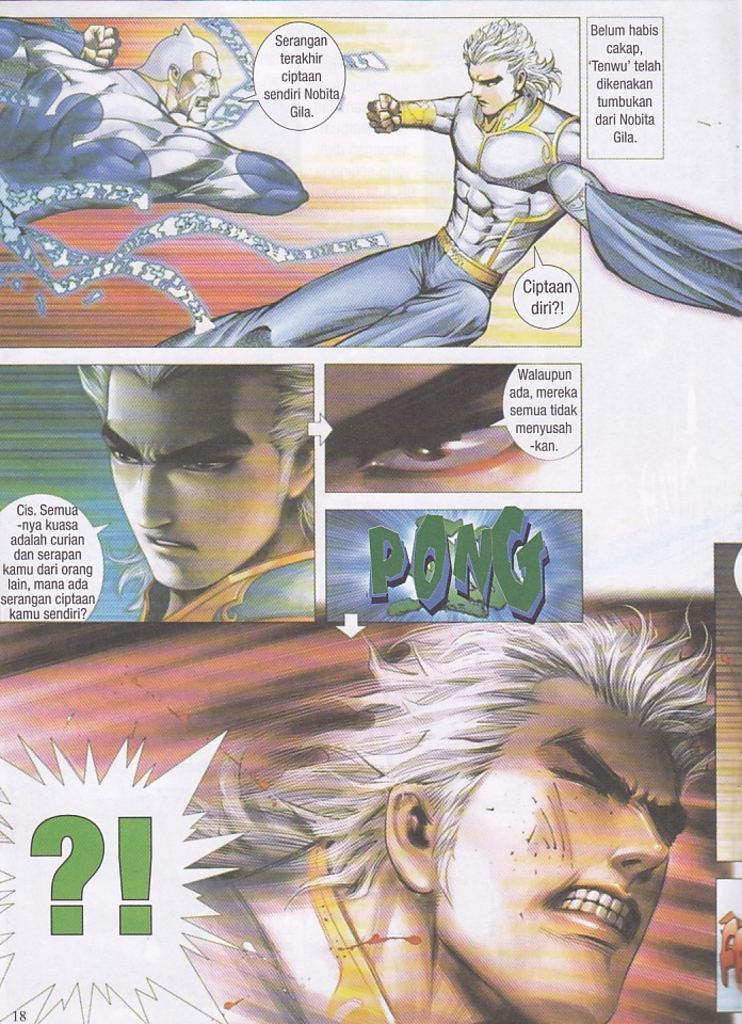 Serangan
terakhir
ciptaan
sendiri Nobita
Gila.
Belum habis
cakap,
‘Tenwu’ telah
dikenakan
tumbukan
dari Nobita
Gila.
Ciptaan
diri?!
Cis. Semua
-nya kuasa
adalah curian
dan serapan
kamu dari orang
lain, mana ada
serangan ciptaan
kamu sendiri?
Walaupun
ada, mereka
semua tidak
menyusah
-kan.
PONG
?!
18